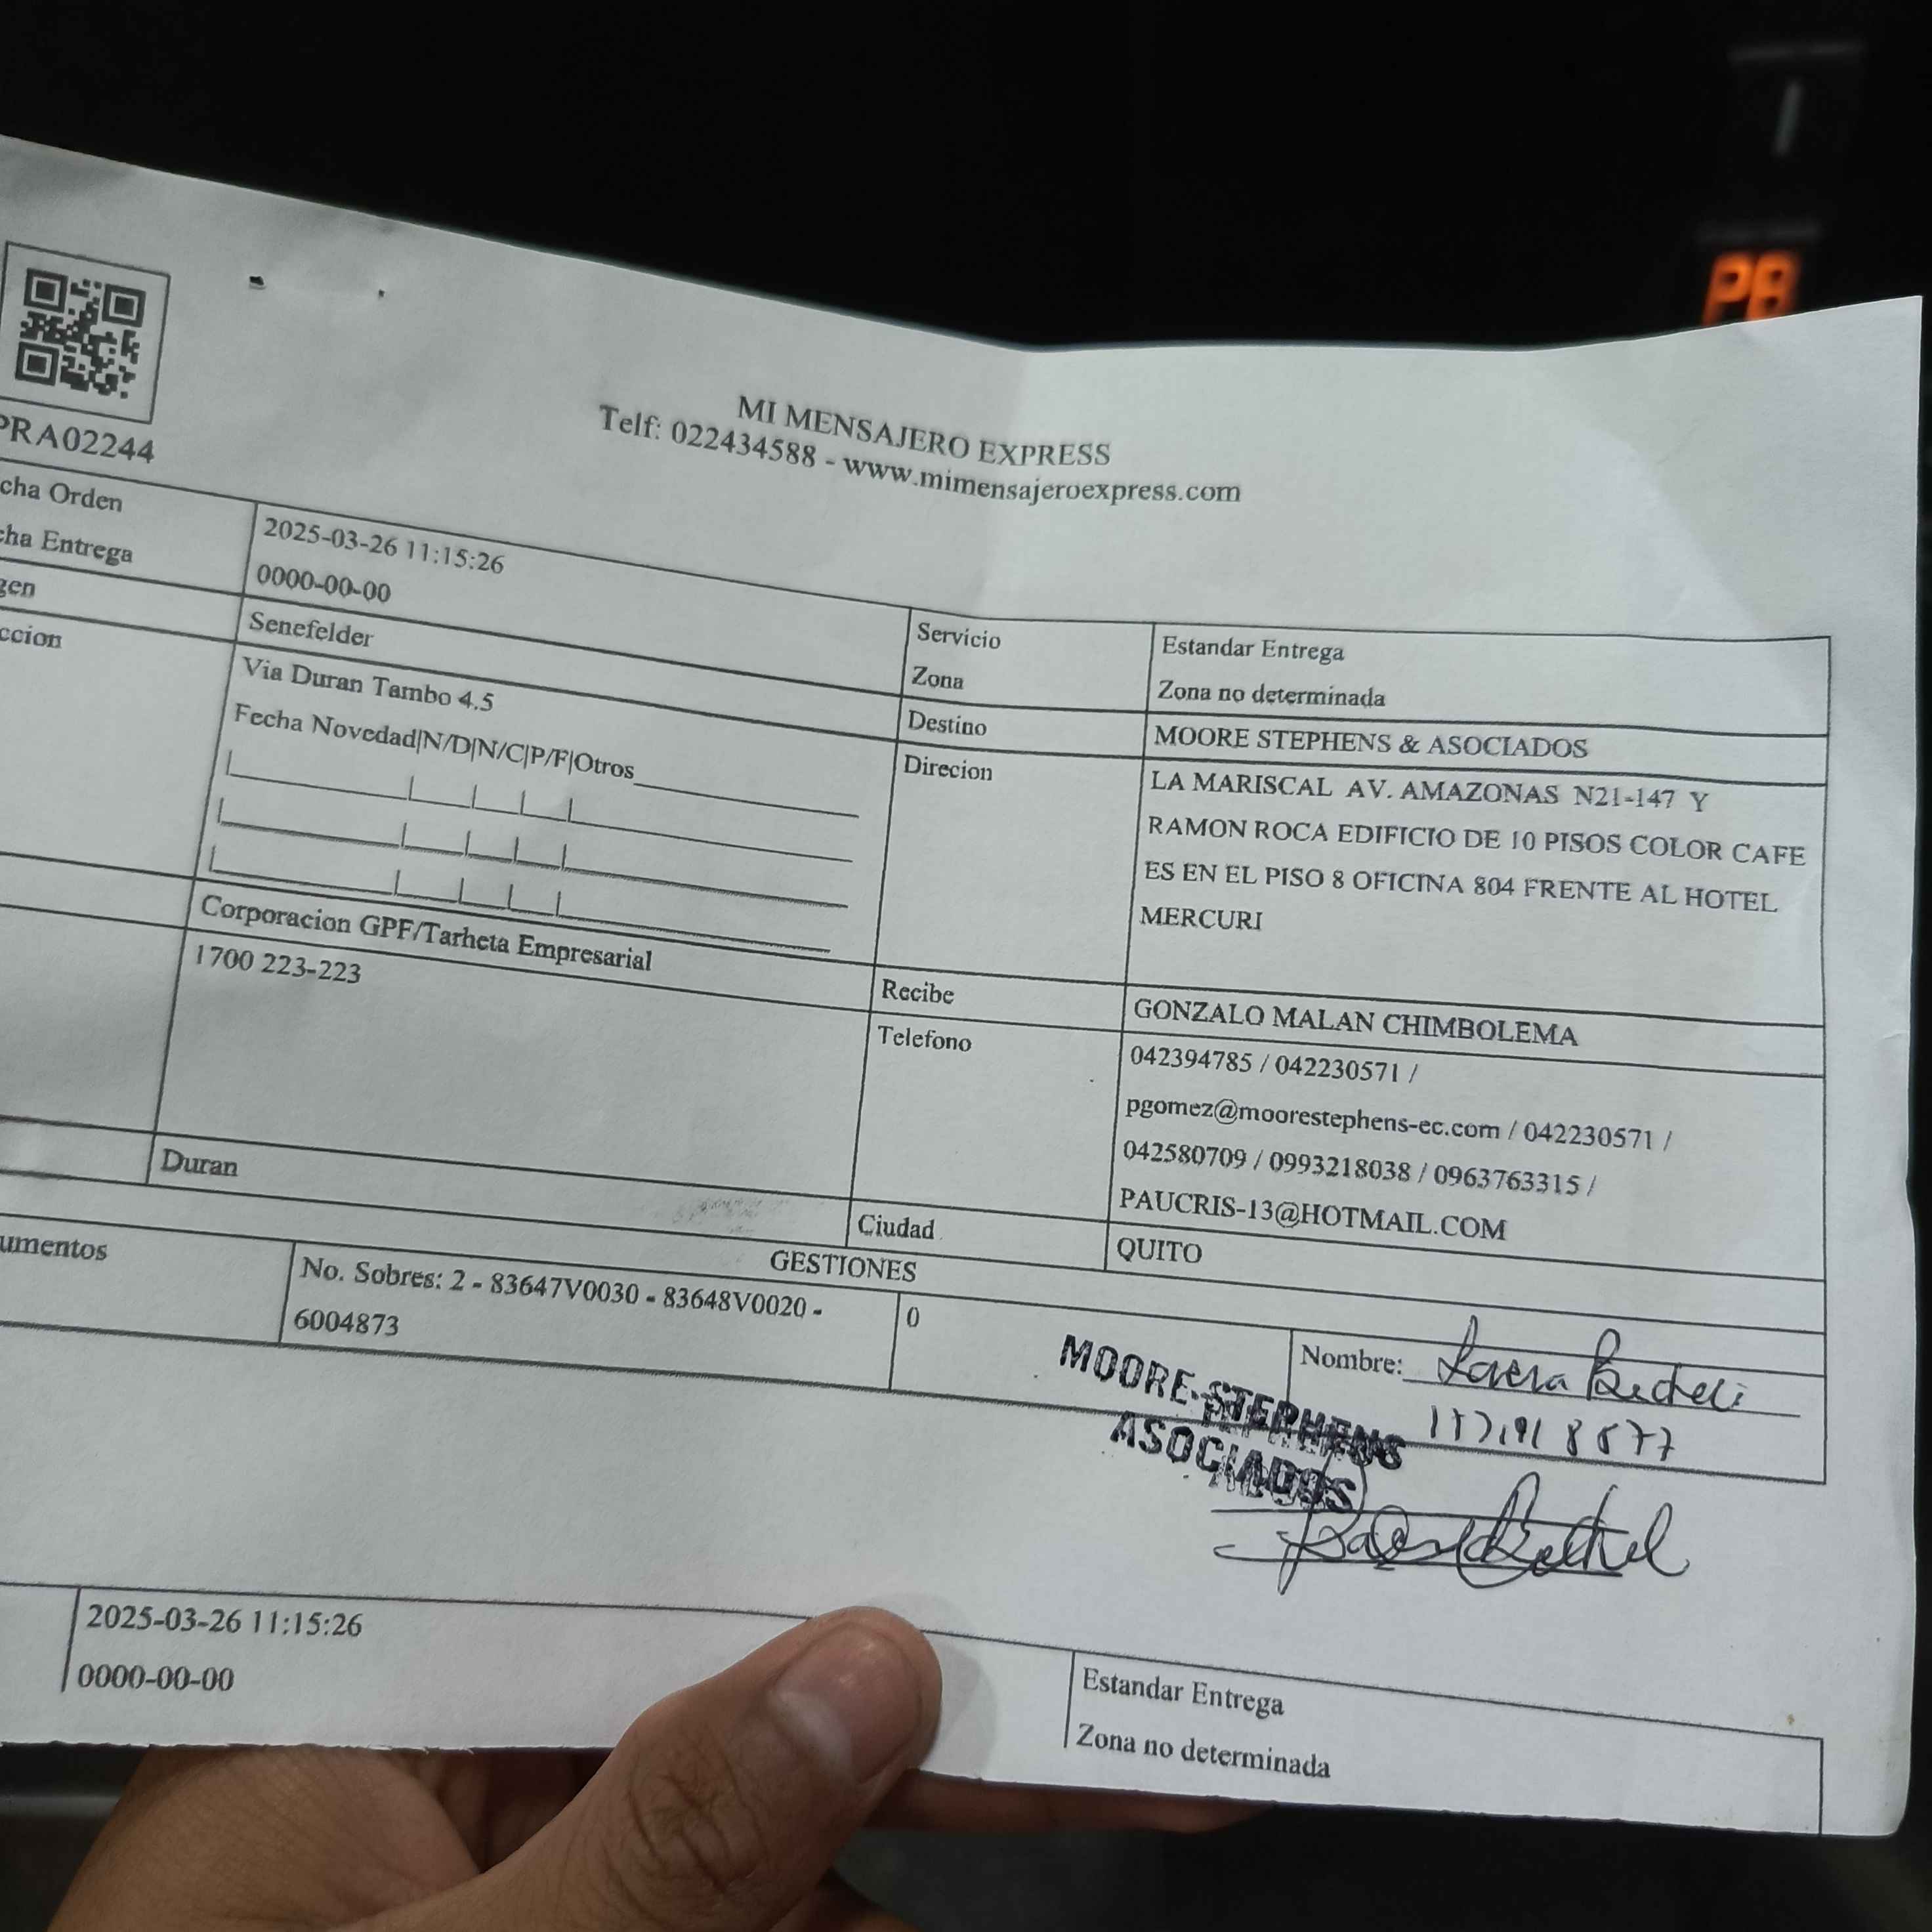 PB
PRA02244
MI MENSAJERO EXPRESS
Telf: 022434588 - www.mimensajeroexpress.com
cha Orden 2025-03-26 11:15:26
cha Entrega 0000-00-00
gen Senefelder
ccion Via Duran Tambo 4.5
Fecha Novedad|N/D|N/C|P/F|Otros
Corporacion GPF/Tarheta Empresarial
1700 223-223
Duran
Servicio Estandar Entrega
Zona Zona no determinada
Destino MOORE STEPHENS & ASOCIADOS
Direcion LA MARISCAL AV. AMAZONAS N21-147 Y
RAMON ROCA EDIFICIO DE 10 PISOS COLOR CAFE
ES EN EL PISO 8 OFICINA 804 FRENTE AL HOTEL
MERCURI
Recibe GONZALO MALAN CHIMBOLEMA
Telefono 042394785 / 042230571 /
pgomez@moorestephens-ec.com / 042230571 /
042580709 / 0993218038 / 0963763315 /
PAUCRIS-13@HOTMAIL.COM
Ciudad QUITO
GESTIONES
umentos No. Sobres: 2 - 83647V0030 - 83648V0020 - 0
6004873
Nombre:
MOORE-STEPHENS
ASOCIADOS
2025-03-26 11:15:26 Estandar Entrega
0000-00-00 Zona no determinada